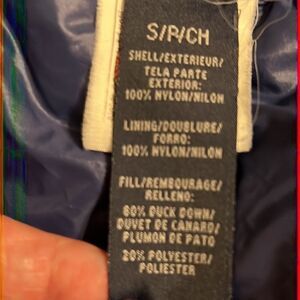 S/P/CH
SHELL/EXTERIEUR/
TELA PARTE
EXTERIOR:
100% NYLON/NILON
LINING/DOUBLURE/
FORRO:
100% NYLON/NILON
FILL/REMBOURAGE/
RELLENO:
80% DUCK DOWN/
DUVET DE CANARD/
PLUMON DE PATO
20% POLYESTER/
POLIESTER